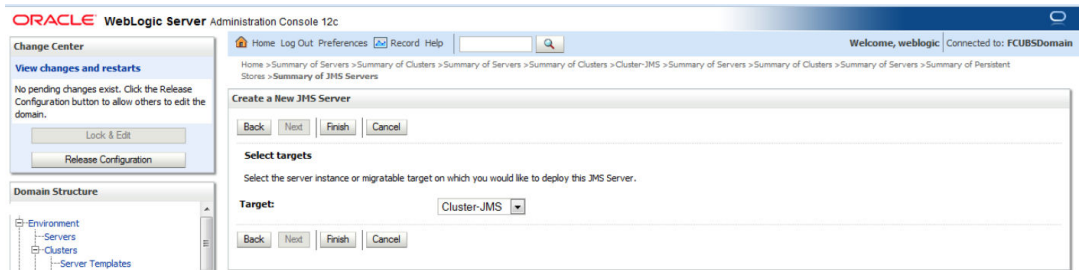 ORACLE WebLogic Server Administration Console 12c
Change Center
View changes and restarts
No pending changes exist. Click the Release
Configuration button to allow others to edit the
domain.
Lock & Edit
Release Configuration
Domain Structure
Environment
Servers
Clusters
Server Templates
Home Log Out Preferences Record Help
Welcome, weblogic Connected to: FCUBSDomain
Home >Summary of Servers >Summary of Clusters >Summary of Servers >Summary of Clusters >Cluster-JMS >Summary of Servers >Summary of Clusters >Summary of Servers >Summary of Persistent
Stores >Summary of JMS Servers
Create a New JMS Server
Back Next Finish Cancel
Select targets
Select the server instance or migratable target on which you would like to deploy this JMS Server.
Target: Cluster-JMS
Back Next Finish Cancel